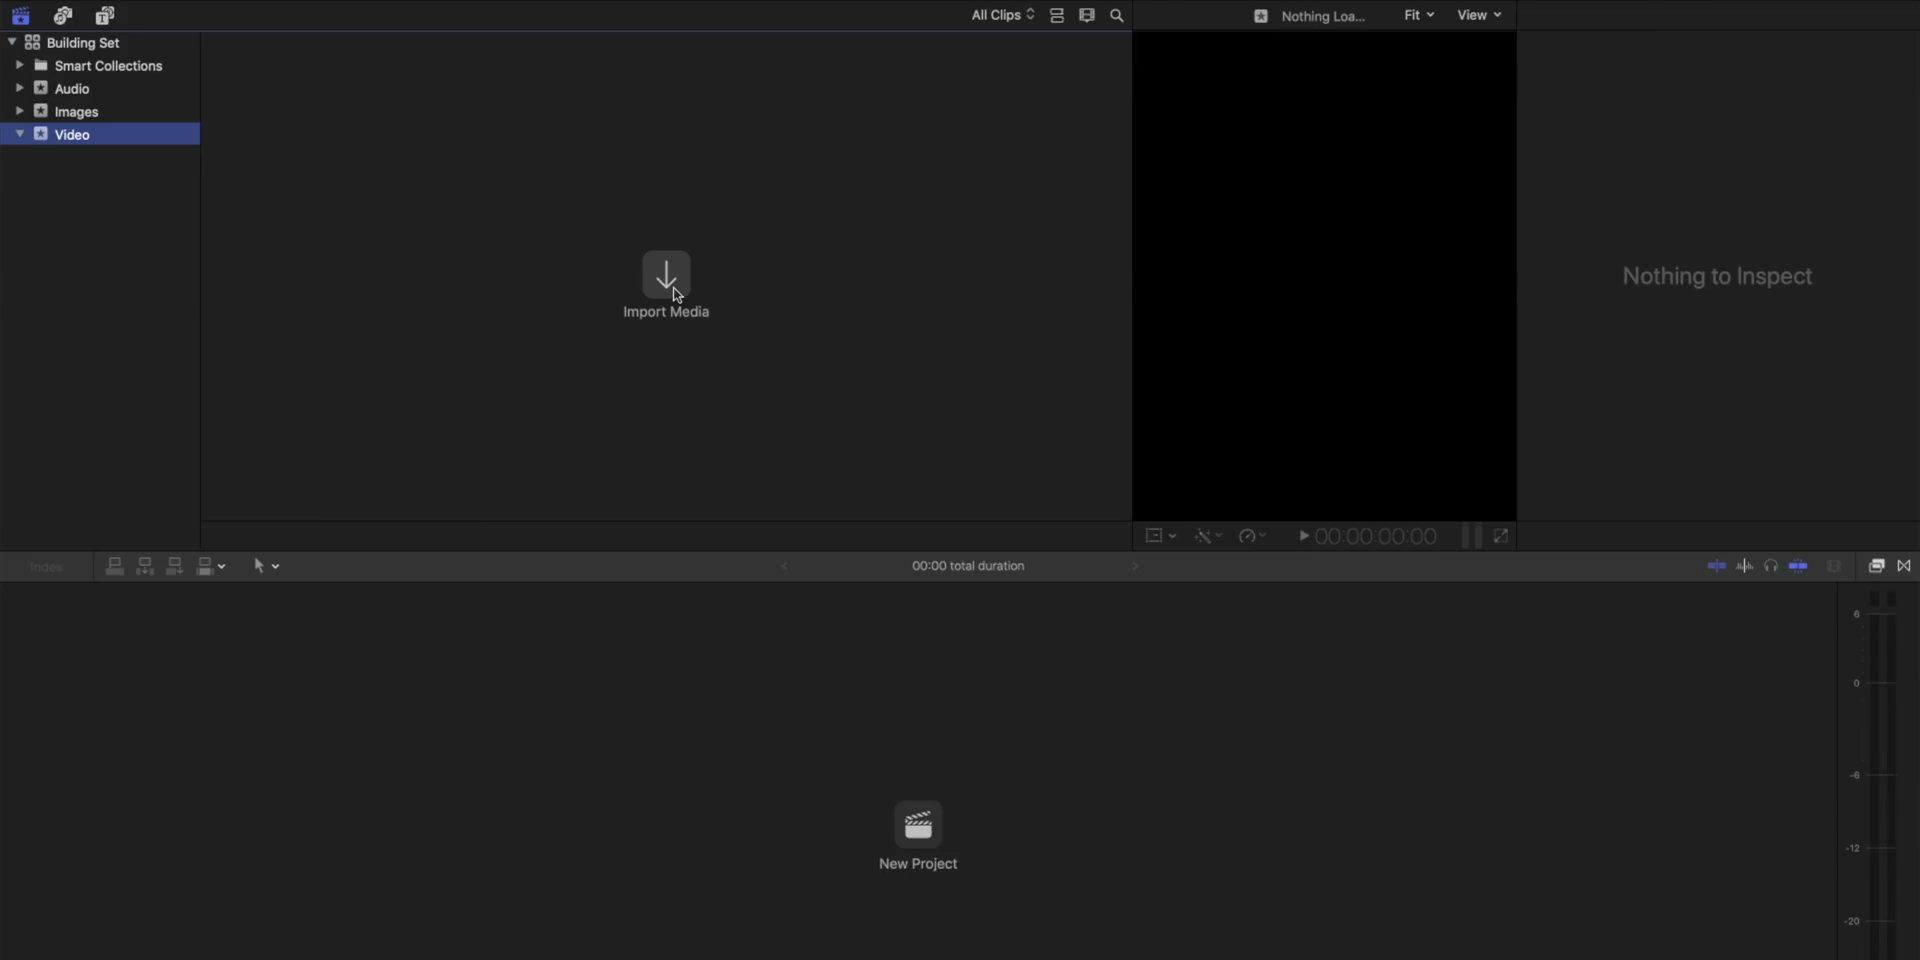 All Clips
Nothing Loa...
Fit
View
Building Set
Smart Collections
Audio
Images
Video
Import Media
Nothing to Inspect
00:00:00:00
Index
00:00 total duration
New Project
6
0
-6
-12
-20